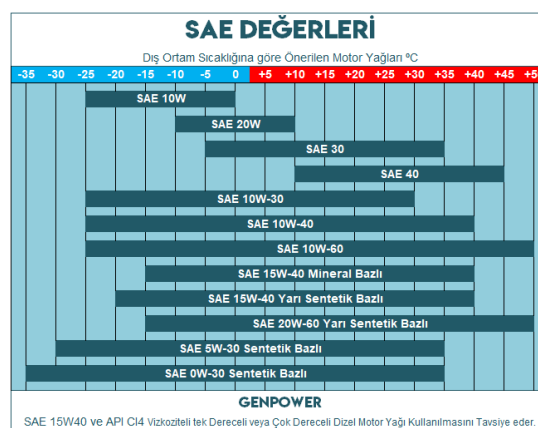 SAE DEĞERLERİ
Dış Ortam Sıcaklığına göre Önerilen Motor Yağları ºC
-35 -30 -25 -20 -15 -10 -5 0 +5 +10 +15 +20 +25 +30 +35 +40 +45 +5
SAE 10W
SAE 20W
SAE 30
SAE 40
SAE 10W-30
SAE 10W-40
SAE 10W-60
SAE 15W-40 Mineral Bazlı
SAE 15W-40 Yarı Sentetik Bazlı
SAE 20W-60 Yarı Sentetik Bazlı
SAE 5W-30 Sentetik Bazlı
SAE 0W-30 Sentetik Bazlı
GENPOWER
SAE 15W40 ve API CI4 Vizkoziteli tek Dereceli veya Çok Dereceli Dizel Motor Yağı Kullanılmasını Tavsiye eder.